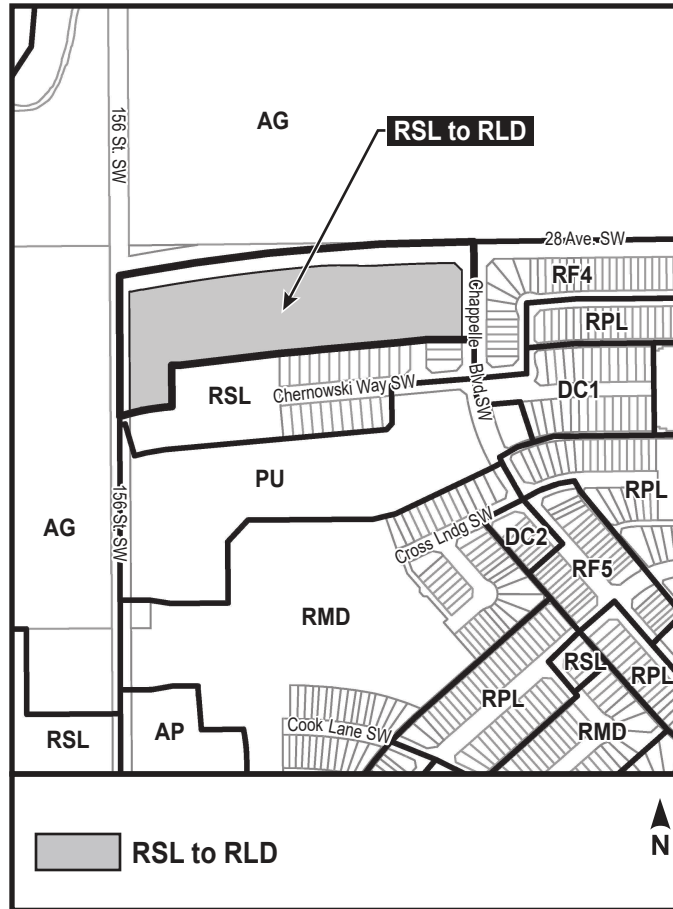 156 St. SW
AG
RSL to RLD
28 Ave. SW
RF4
Chappelle Blvd SW
RPL
RSL
Chernowski Way SW
DC1
PU
RPL
AG
156 St. SW
Cross Lndg SW
DC2
RF5
RMD
RSL
RPL
RPL
RSL
AP
Cook Lane SW
RMD
RSL to RLD
N